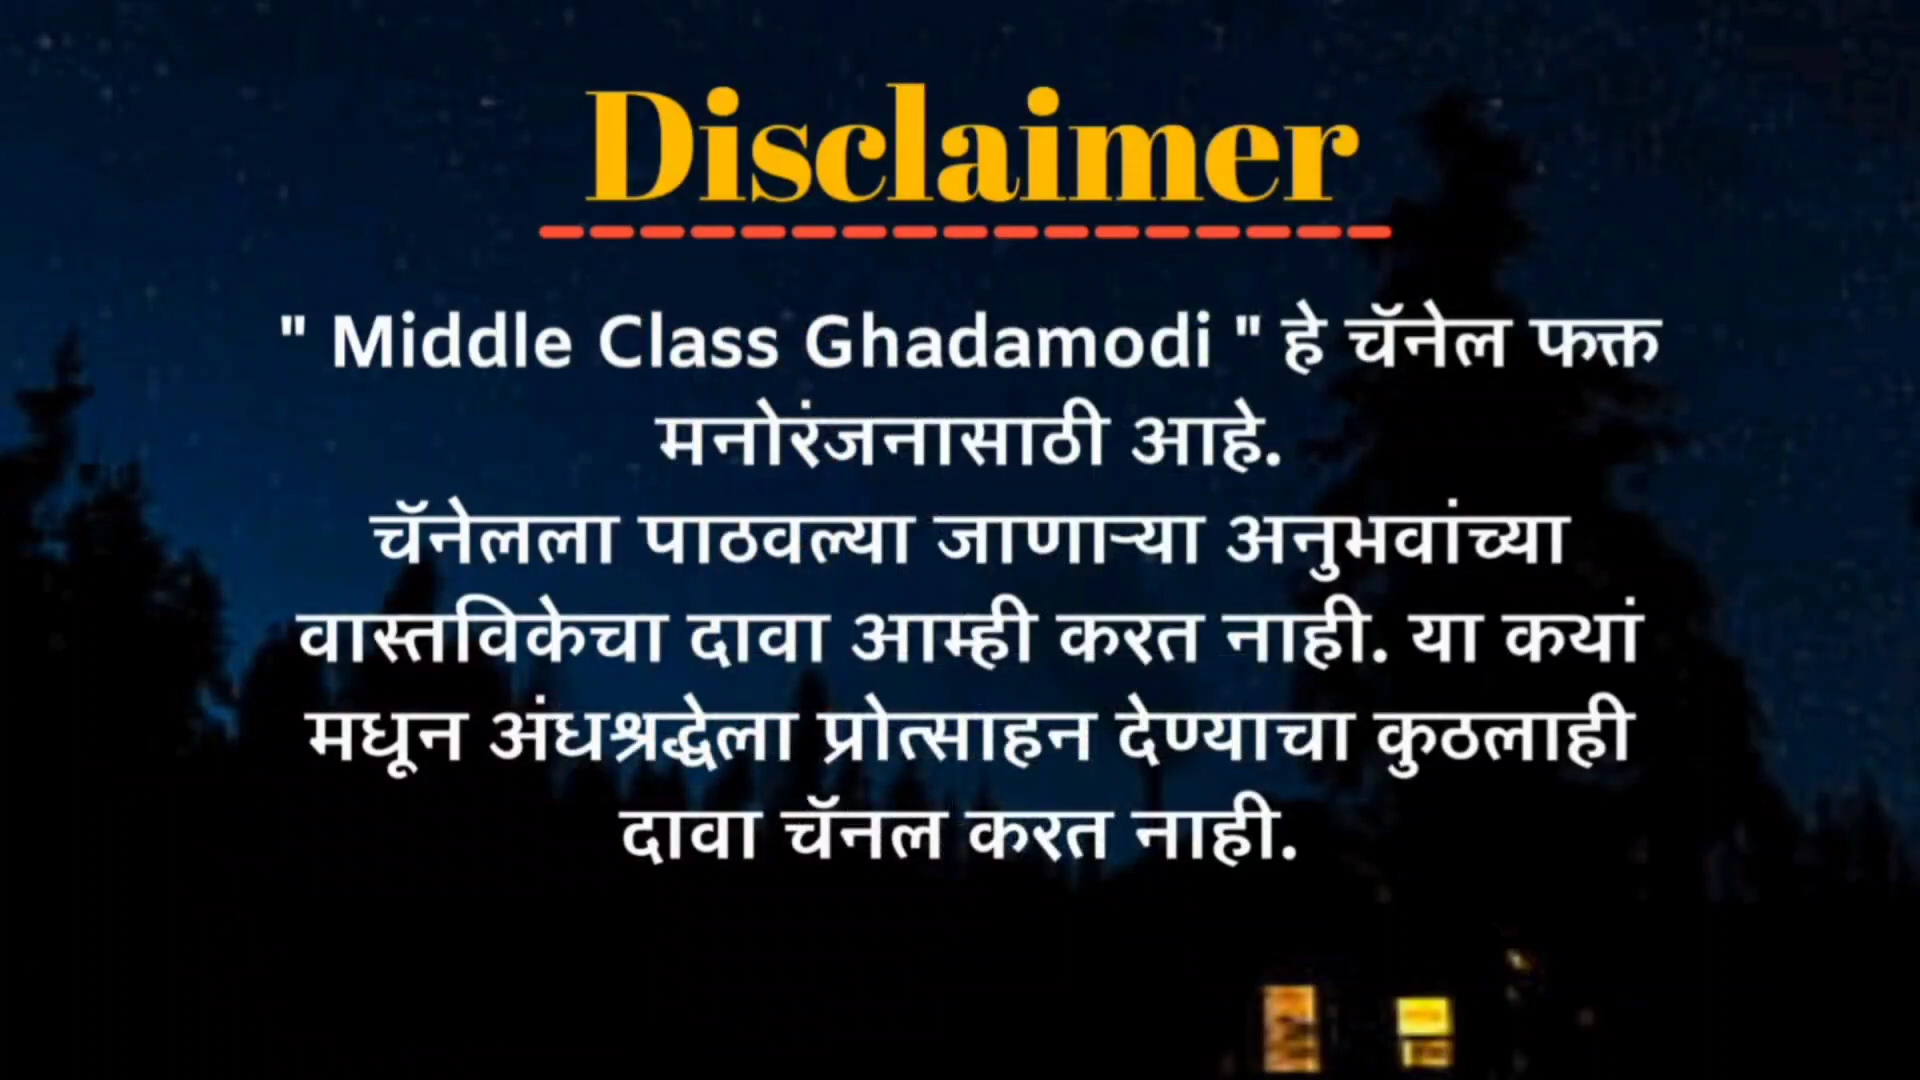 Disclaimer
" Middle Class Ghadamodi " हे चॅनेल फक्त
मनोरंजनासाठी आहे.
चॅनेलला पाठवल्या जाणाऱ्या अनुभवांच्या
वास्तविकेचा दावा आम्ही करत नाही. या कथां
मधून अंधश्रद्धेला प्रोत्साहन देण्याचा कुठलाही
दावा चॅनल करत नाही.